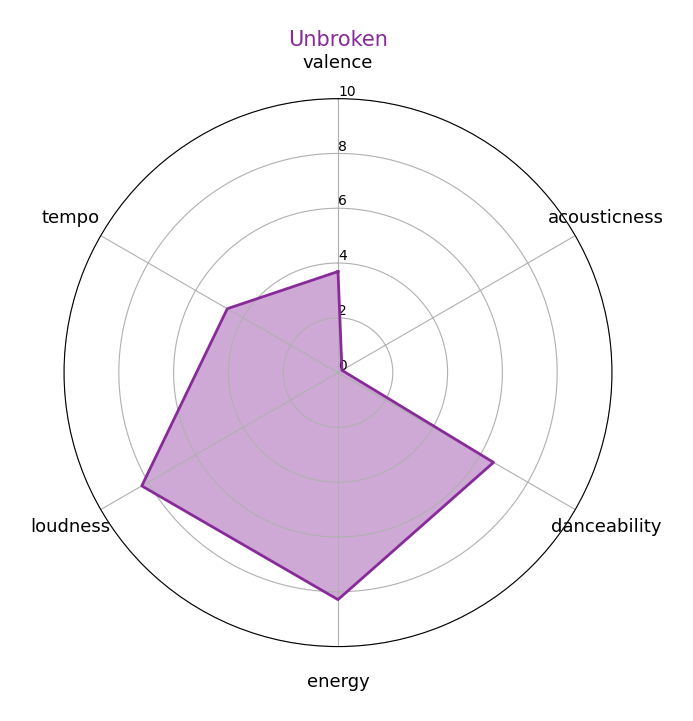 Unbroken
valence
10
8
tempo
6
acousticness
4
2
0
loudness
danceability
energy